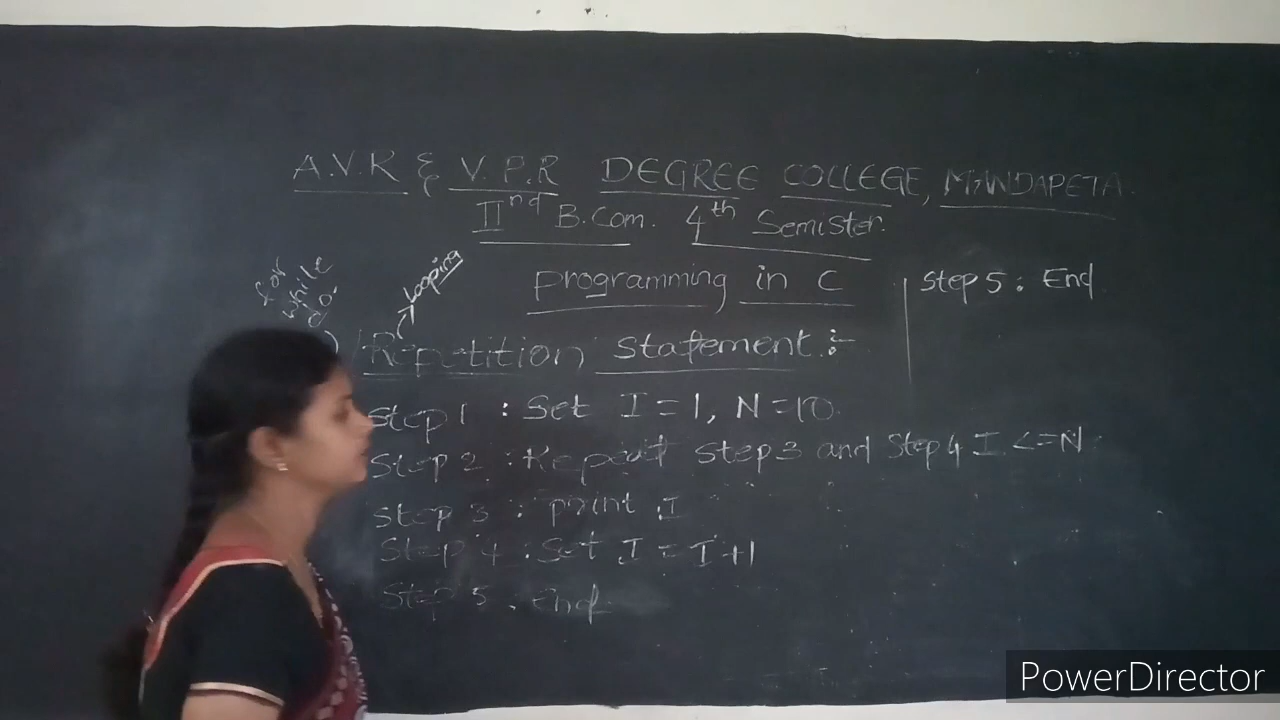 A.V.R & V.P.R DEGREE COLLEGE, MANDAPETA.
IInd B.Com. 4th Semister.
Programming in C
for
while
do.
Looping
Repetition Statement :-
Step 1 : Set I = 1, N = 10.
Step 2 : Repeat Step 3 and Step 4 I <= N
Step 3 : print I
Step 4 : Set I = I + 1
Step 5 . End
Step 5 : End
PowerDirector